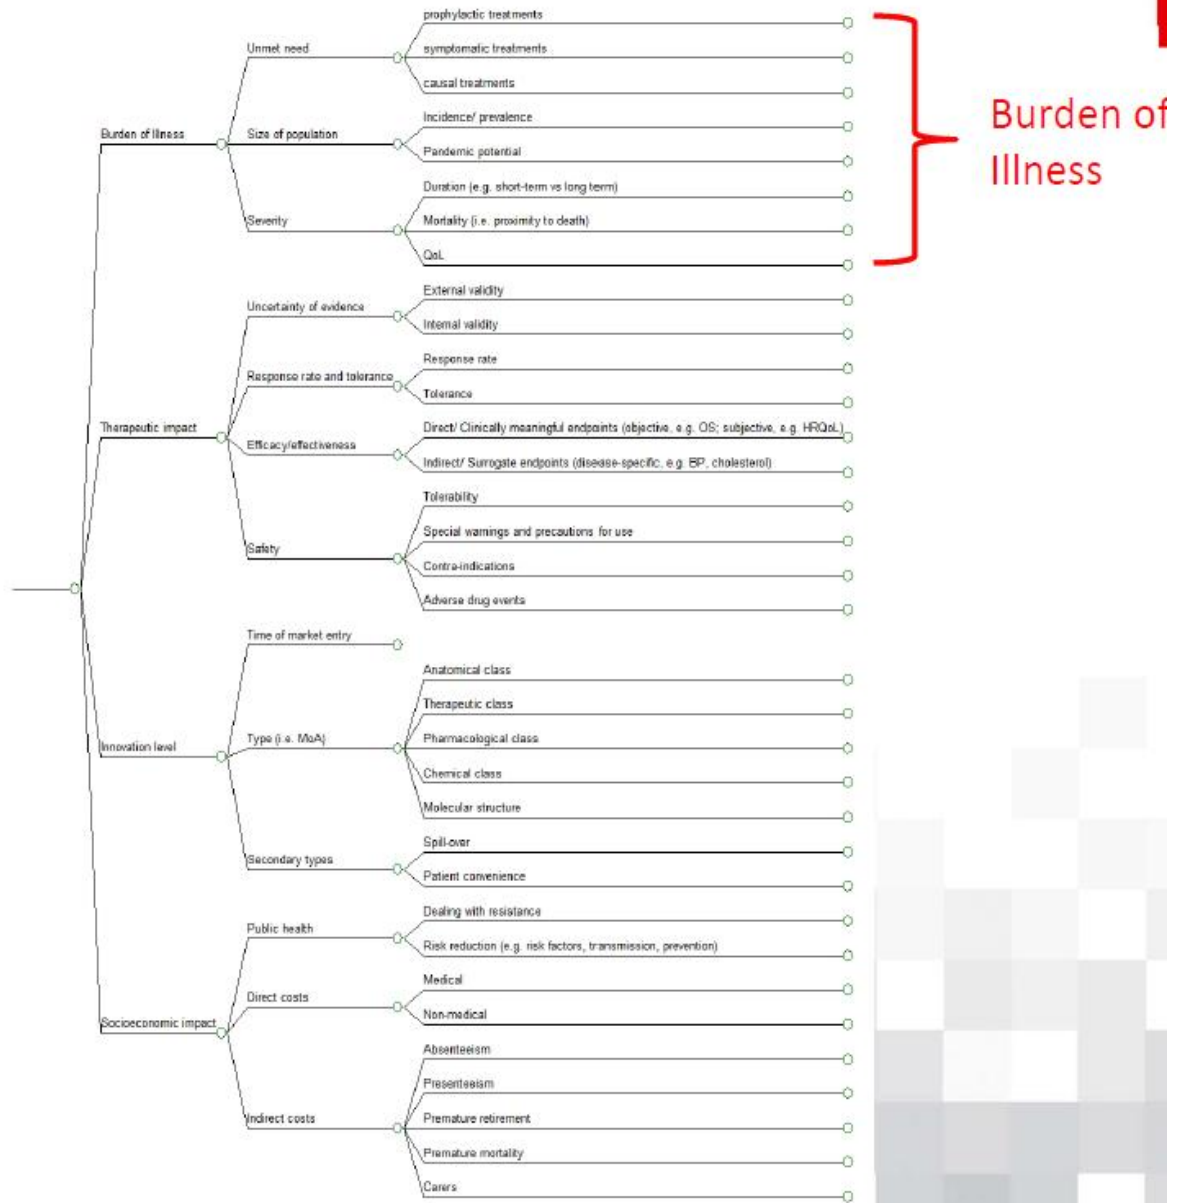 prophylactic treatments
Unmet need
symptomatic treatments
causal treatments
Burden of illness
Size of population
Incidence/ prevalence
Pandemic potential
Severity
Duration (e.g. short-term vs long term)
Mortality (i.e. proximity to death)
QoL
Burden of
Illness
Therapeutic impact
Uncertainty of evidence
External validity
Internal validity
Response rate and tolerance
Response rate
Tolerance
Efficacy/effectiveness
Direct/ Clinically meaningful endpoints (objective, e.g. OS; subjective, e.g. HRQoL)
Indirect/ Surrogate endpoints (disease-specific, e.g. BP, cholesterol)
Safety
Tolerability
Special warnings and precautions for use
Contra-indications
Adverse drug events
Innovation level
Time of market entry
Type (i.e. MoA)
Anatomical class
Therapeutic class
Pharmacological class
Chemical class
Molecular structure
Secondary types
Spill-over
Patient convenience
Socioeconomic impact
Public health
Dealing with resistance
Risk reduction (e.g. risk factors, transmission, prevention)
Direct costs
Medical
Non-medical
Indirect costs
Absenteeism
Presenteeism
Premature retirement
Premature mortality
Carers